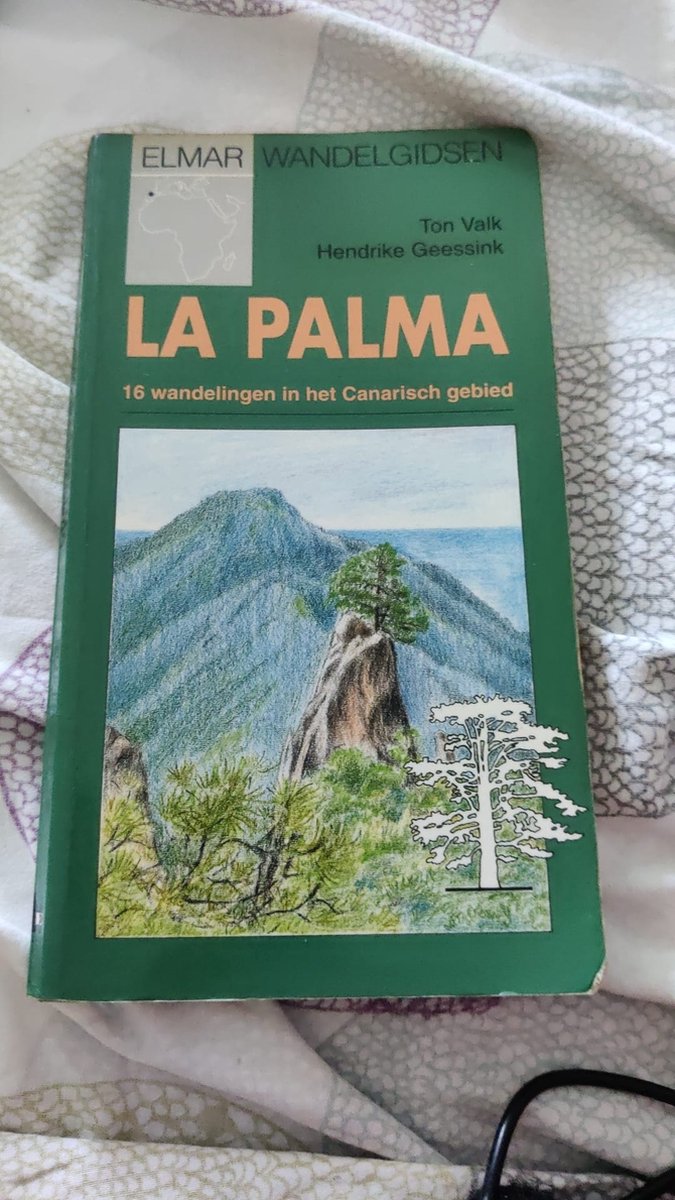 ELMAR WANDELGIDSEN
Ton Valk
Hendrike Geessink
LA PALMA
16 wandelingen in het Canarisch gebied